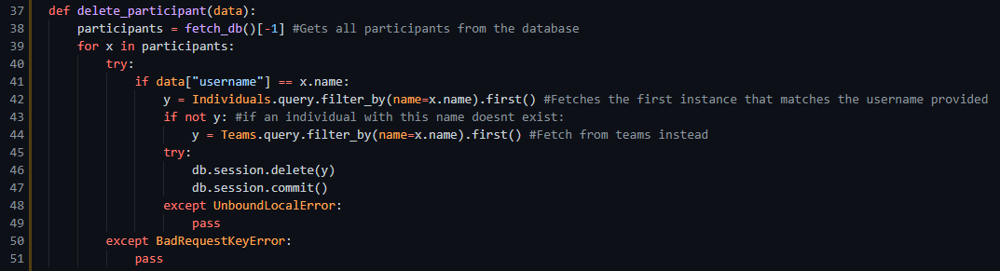 37 def delete_participant(data):
38     participants = fetch_db()[-1] #Gets all participants from the database
39     for x in participants:
40         try:
41             if data["username"] == x.name:
42                 y = Individuals.query.filter_by(name=x.name).first() #Fetches the first instance that matches the username provided
43                 if not y: #if an individual with this name doesnt exist:
44                     y = Teams.query.filter_by(name=x.name).first() #Fetch from teams instead
45                 try:
46                     db.session.delete(y)
47                     db.session.commit()
48                 except UnboundLocalError:
49                     pass
50         except BadRequestKeyError:
51             pass